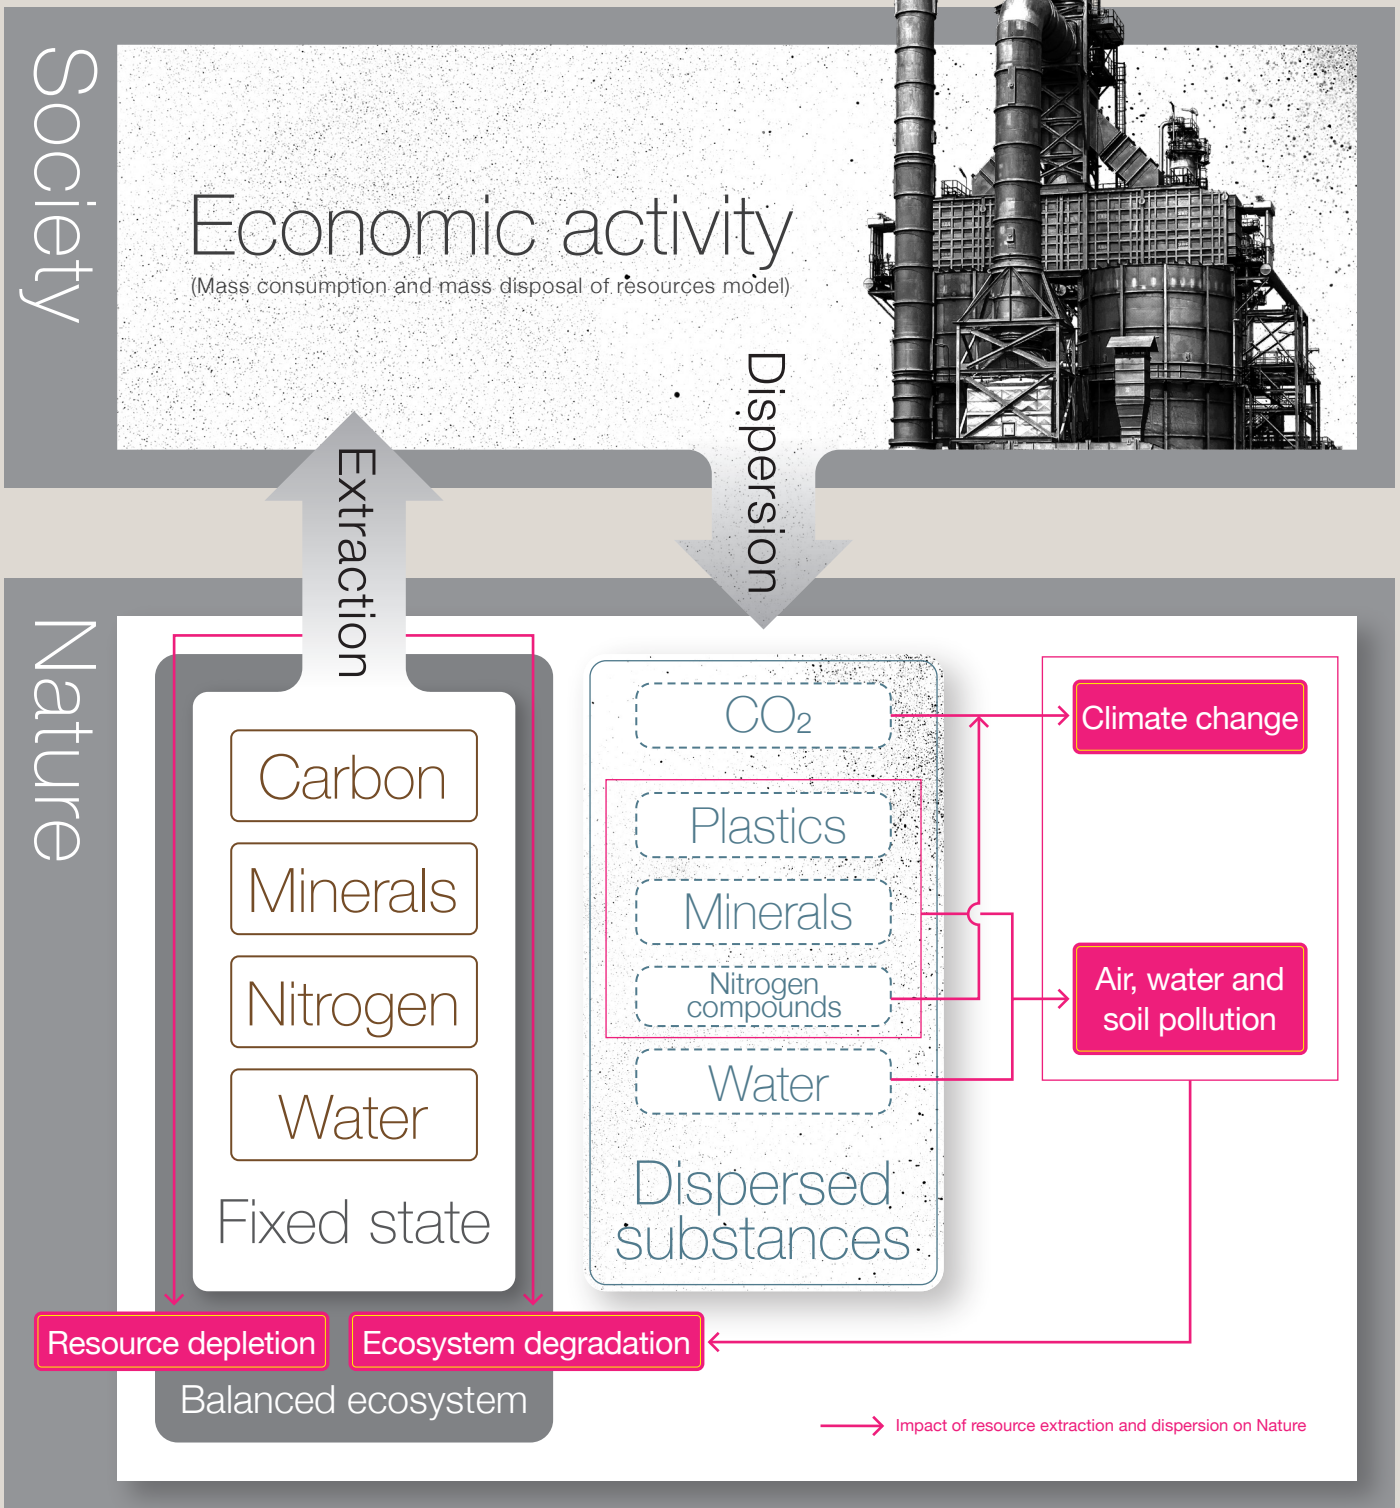 Society
Economic activity
(Mass consumption and mass disposal of resources model)
Extraction
Dispersion
Nature
Carbon
Minerals
Nitrogen
Water
Fixed state
CO₂
Plastics
Minerals
Nitrogen
compounds
Water
Dispersed
substances
Climate change
Air, water and
soil pollution
Resource depletion
Ecosystem degradation
Balanced ecosystem
Impact of resource extraction and dispersion on Nature